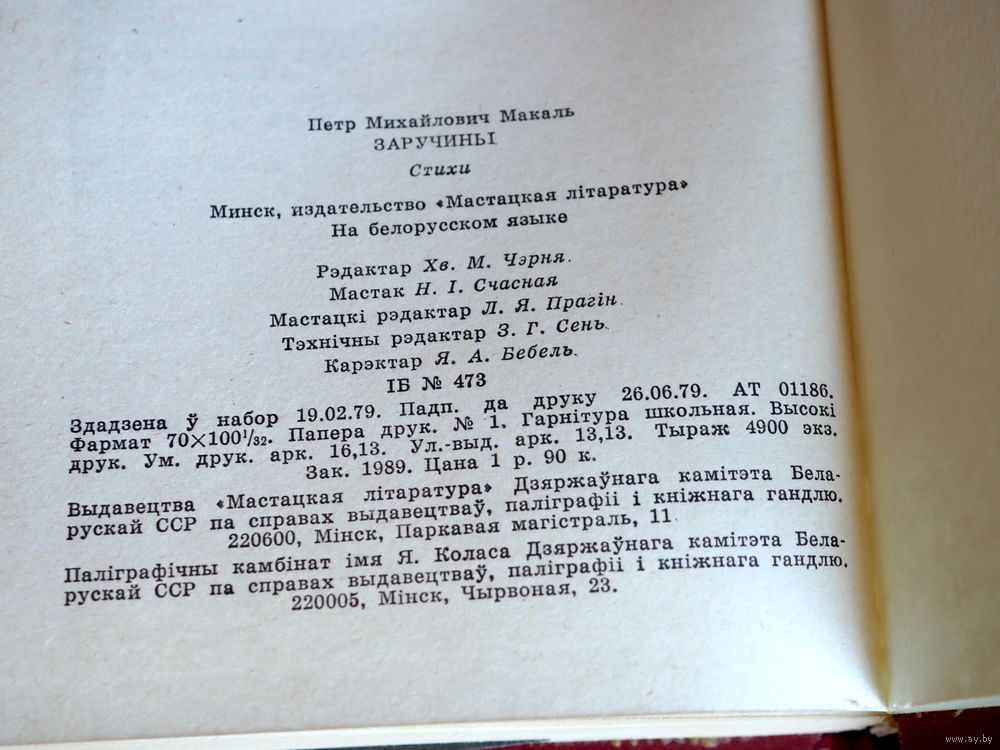 Петр Михайлович Макаль
ЗАРУЧИНЫ
Стихи
Минск, издательство «Мастацкая літаратура»
На белорусском языке
Рэдактар Хв. М. Чэрня.
Мастак Н. І. Счасная
Мастацкі рэдактар Л. Я. Прагін.
Тэхнічны рэдактар З. Г. Сень.
Карэктар Я. А. Бебель.
ІБ № 473
Здадзена ў набор 19.02.79. Падп. да друку 26.06.79. АТ 01186.
Фармат 70×100¹/₃₂. Папера друк. № 1. Гарнітура школьная. Высокі
друк. Ум. друк. арк. 16,13. Ул.-выд. арк. 13,13. Тыраж 4900 экз.
Зак. 1989. Цана 1 р. 90 к.
Выдавецтва «Мастацкая літаратура» Дзяржаўнага камітэта Бела-
рускай ССР па справах выдавецтваў, паліграфіі і кніжнага гандлю.
220600, Мінск, Паркавая магістраль, 11
Паліграфічны камбінат імя Я. Коласа Дзяржаўнага камітэта Бела-
рускай ССР па справах выдавецтваў, паліграфіі і кніжнага гандлю.
220005, Мінск, Чырвоная, 23.
www.ay.by